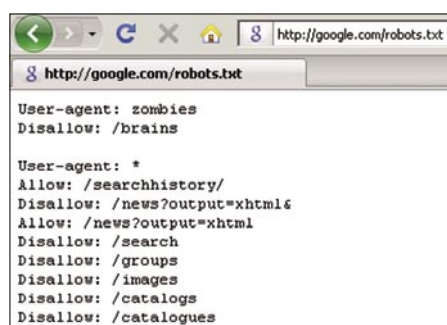 http://google.com/robots.txt
http://google.com/robots.txt
User-agent: zombies
Disallow: /brains
User-agent: *
Allow: /searchhistory/
Disallow: /news?output=xhtml&
Allow: /news?output=xhtml
Disallow: /search
Disallow: /groups
Disallow: /images
Disallow: /catalogs
Disallow: /catalogues